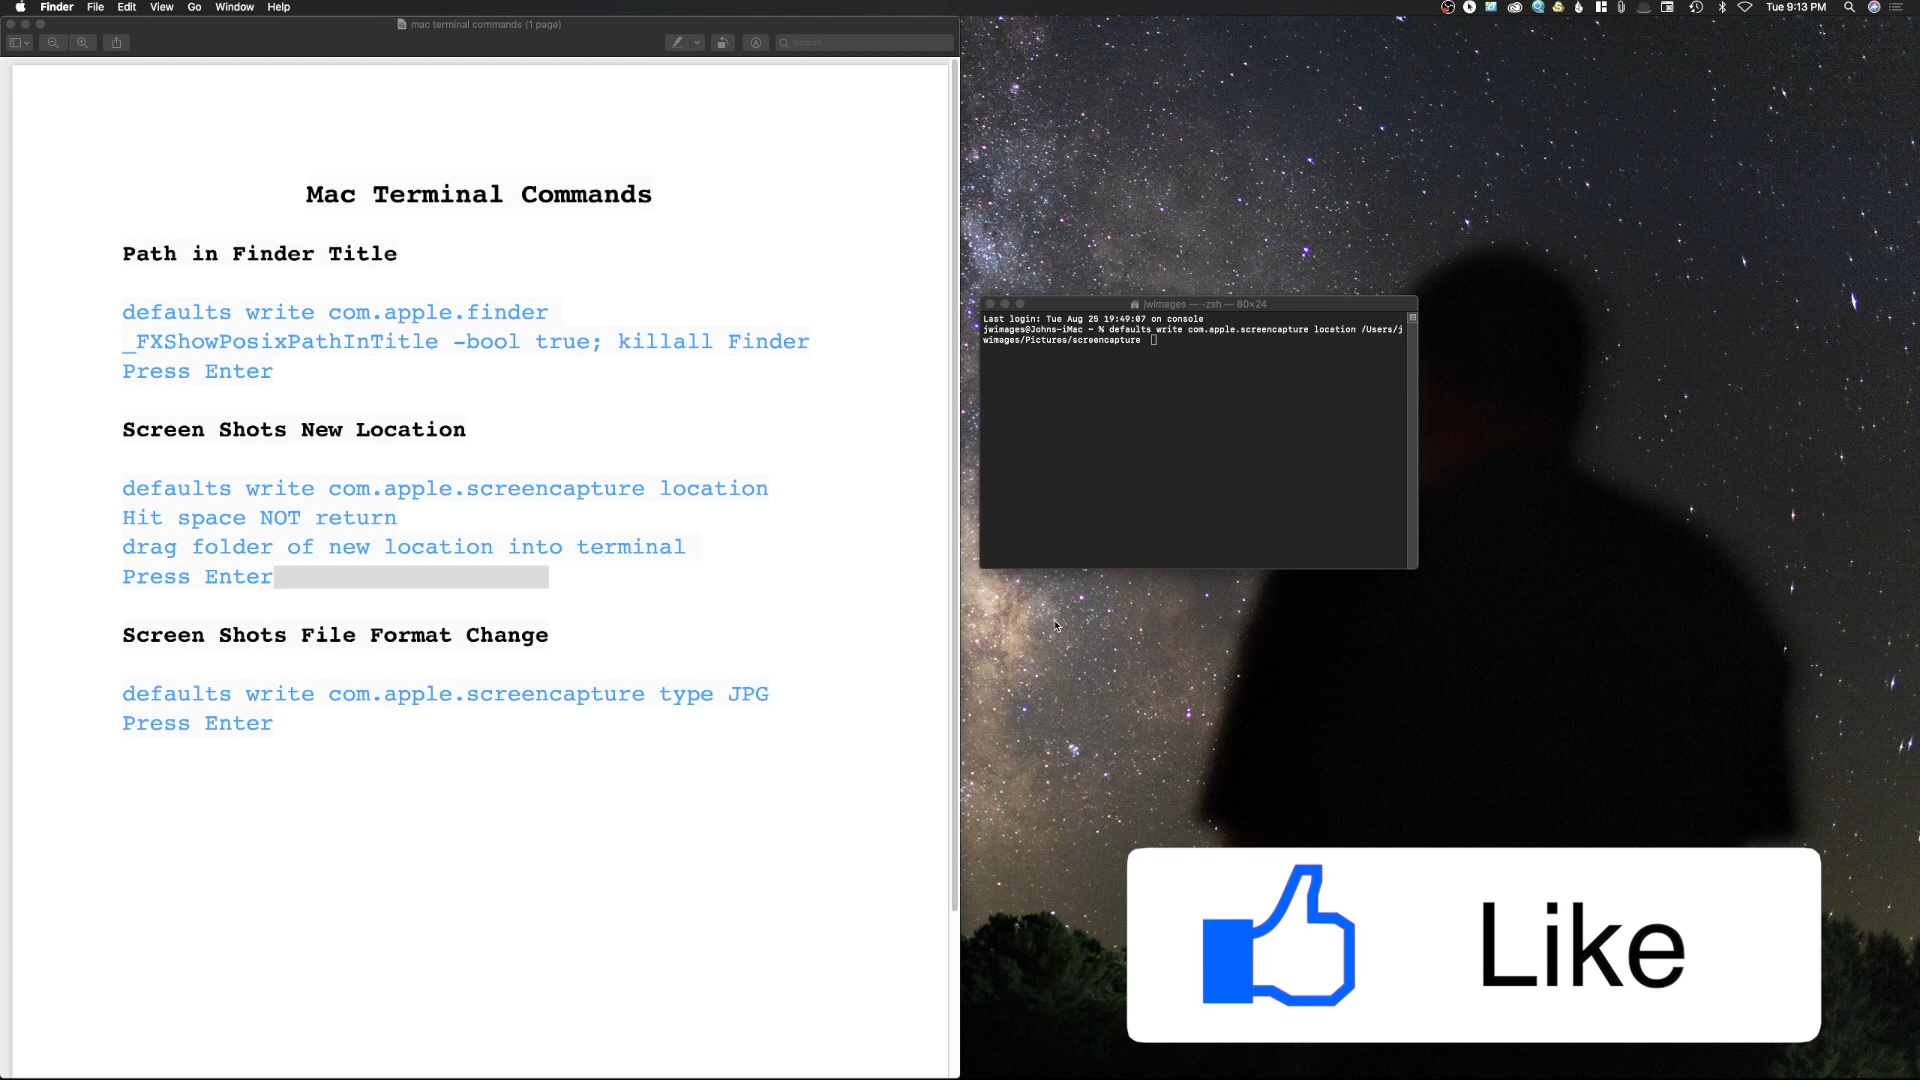 Finder File Edit View Go Window Help
Tue 9:13 PM
mac terminal commands (1 page)
Search
Mac Terminal Commands
Path in Finder Title
defaults write com.apple.finder
_FXShowPosixPathInTitle -bool true; killall Finder
Press Enter
Screen Shots New Location
defaults write com.apple.screencapture location
Hit space NOT return
drag folder of new location into terminal
Press Enter
Screen Shots File Format Change
defaults write com.apple.screencapture type JPG
Press Enter
jwimages — -zsh — 80×24
Last login: Tue Aug 25 19:49:07 on console
jwimages@Johns-iMac ~ % defaults write com.apple.screencapture location /Users/j
wimages/Pictures/screencapture
Like